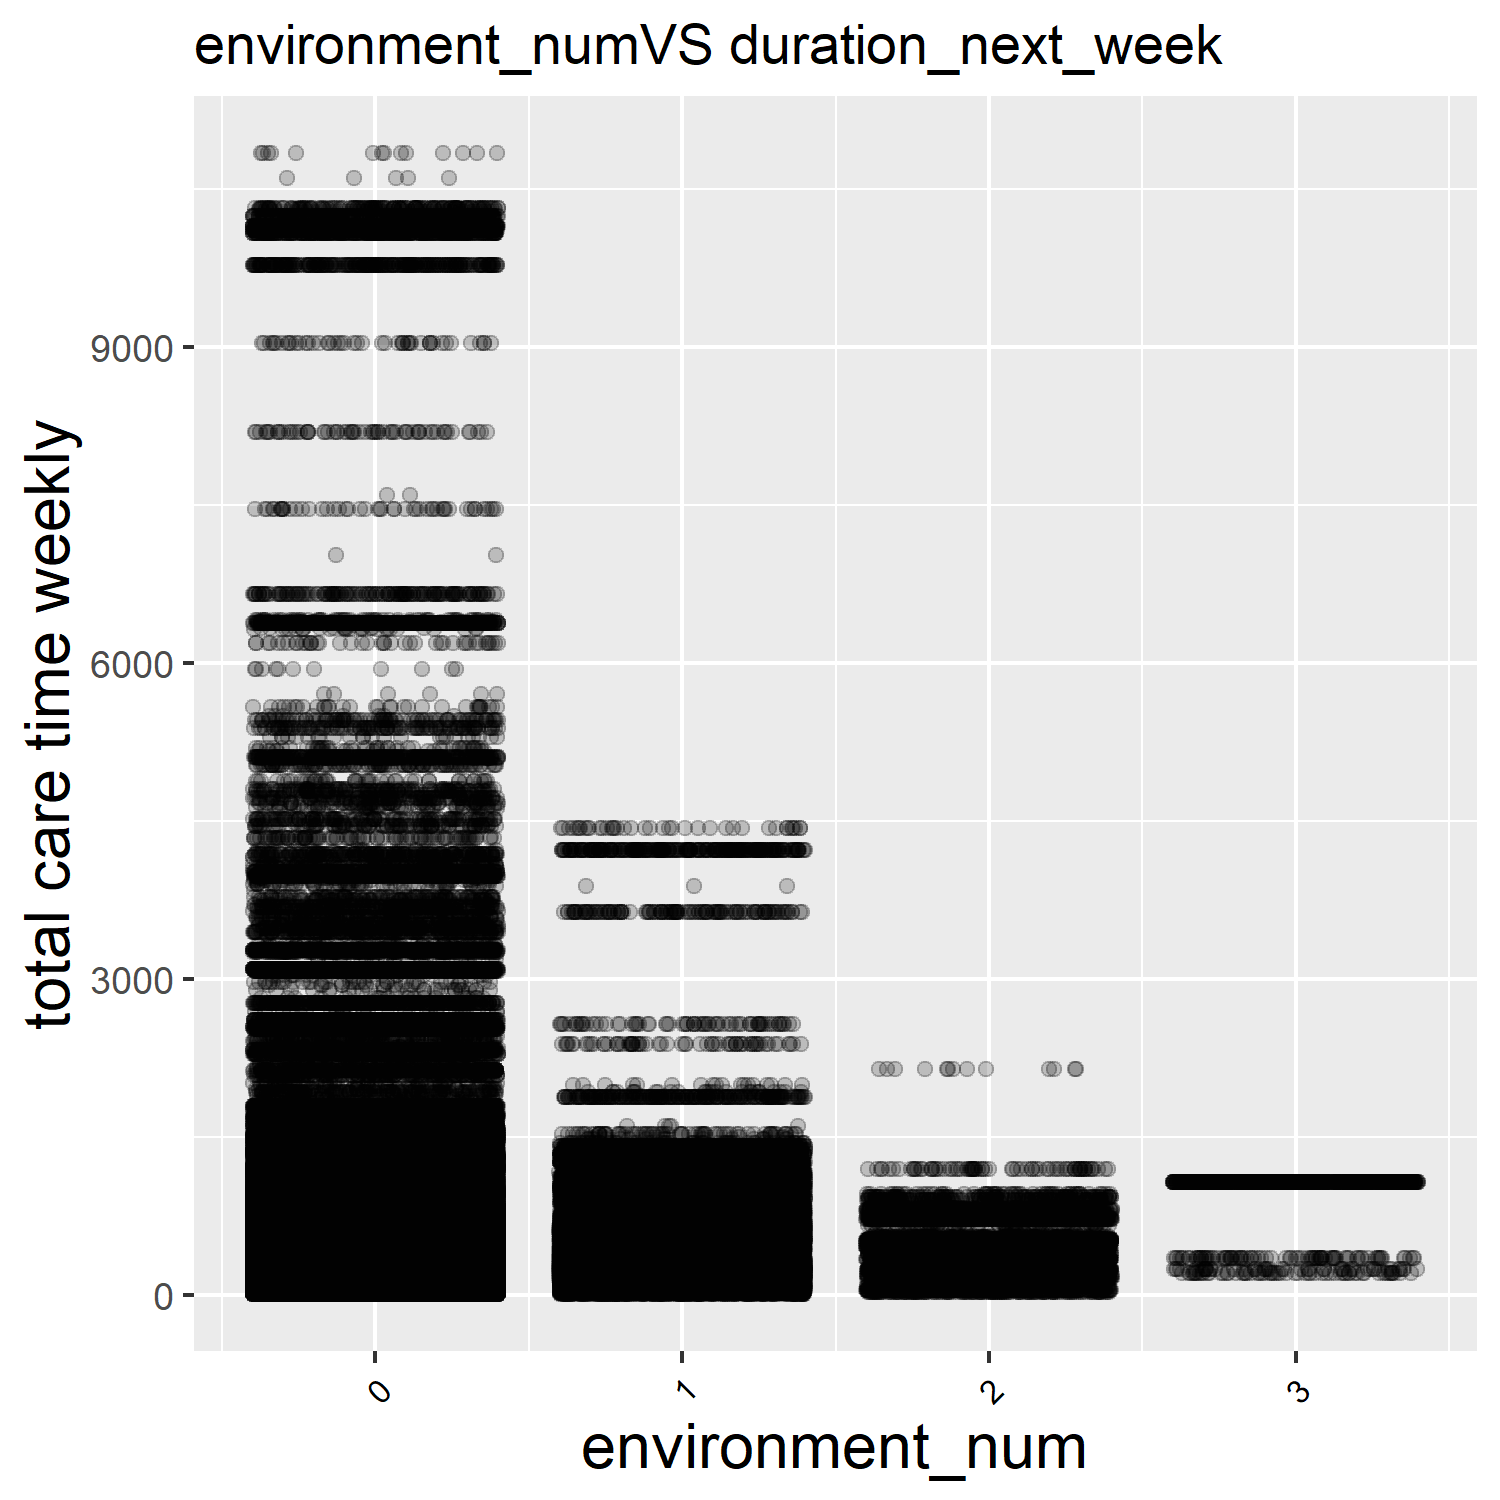 environment_numVS duration_next_week
total care time weekly
9000
6000
3000
0
0
1
2
3
environment_num